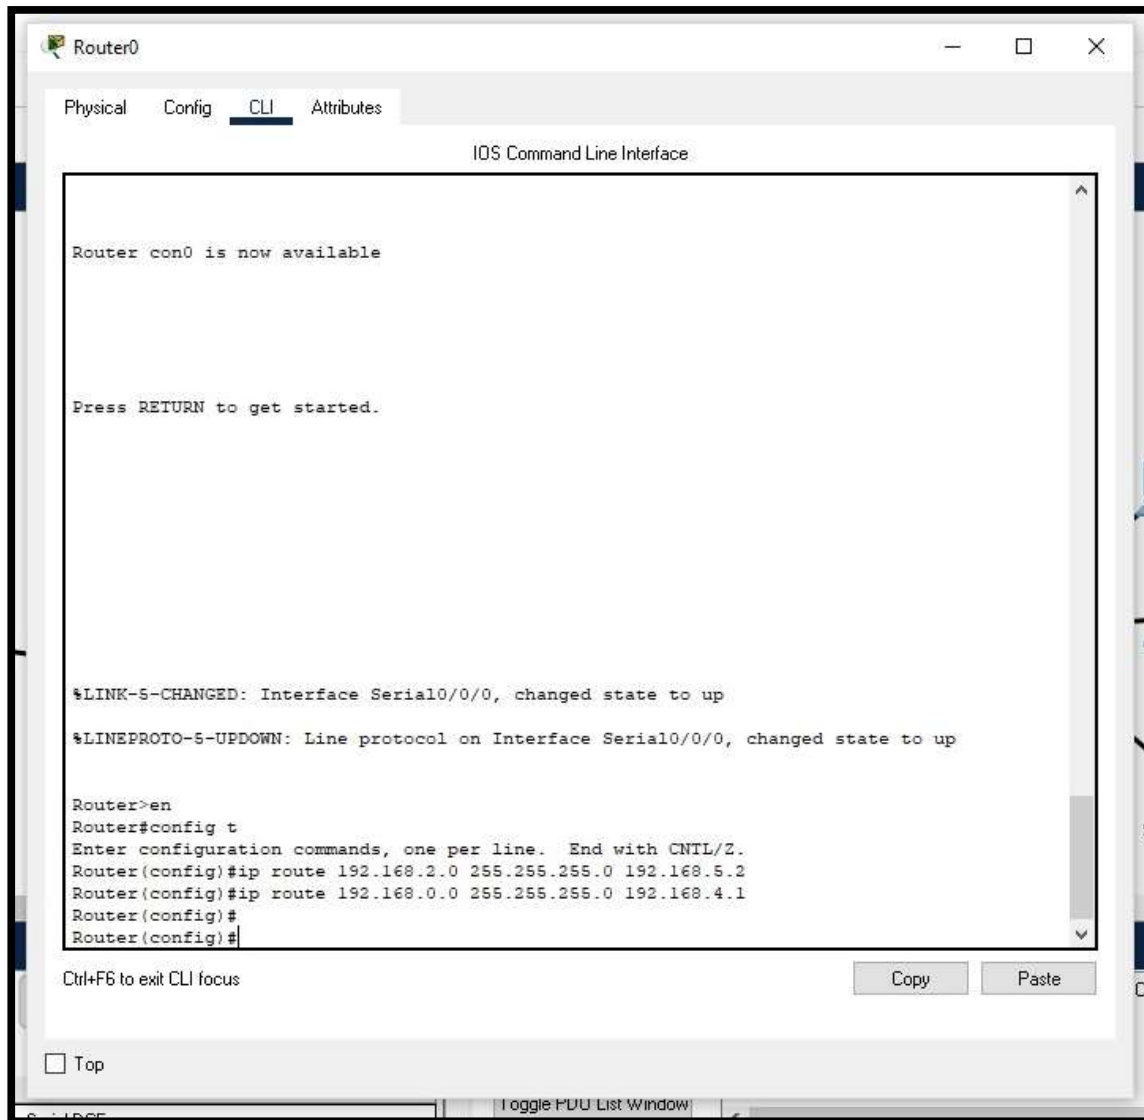 Router0
Physical Config CLI Attributes
IOS Command Line Interface
Router con0 is now available
Press RETURN to get started.
%LINK-5-CHANGED: Interface Serial0/0/0, changed state to up
%LINEPROTO-5-UPDOWN: Line protocol on Interface Serial0/0/0, changed state to up
Router>en
Router#config t
Enter configuration commands, one per line.  End with CNTL/Z.
Router(config)#ip route 192.168.2.0 255.255.255.0 192.168.5.2
Router(config)#ip route 192.168.0.0 255.255.255.0 192.168.4.1
Router(config)#
Router(config)#
Ctrl+F6 to exit CLI focus
Copy Paste
Top
Toggle PDU List Window